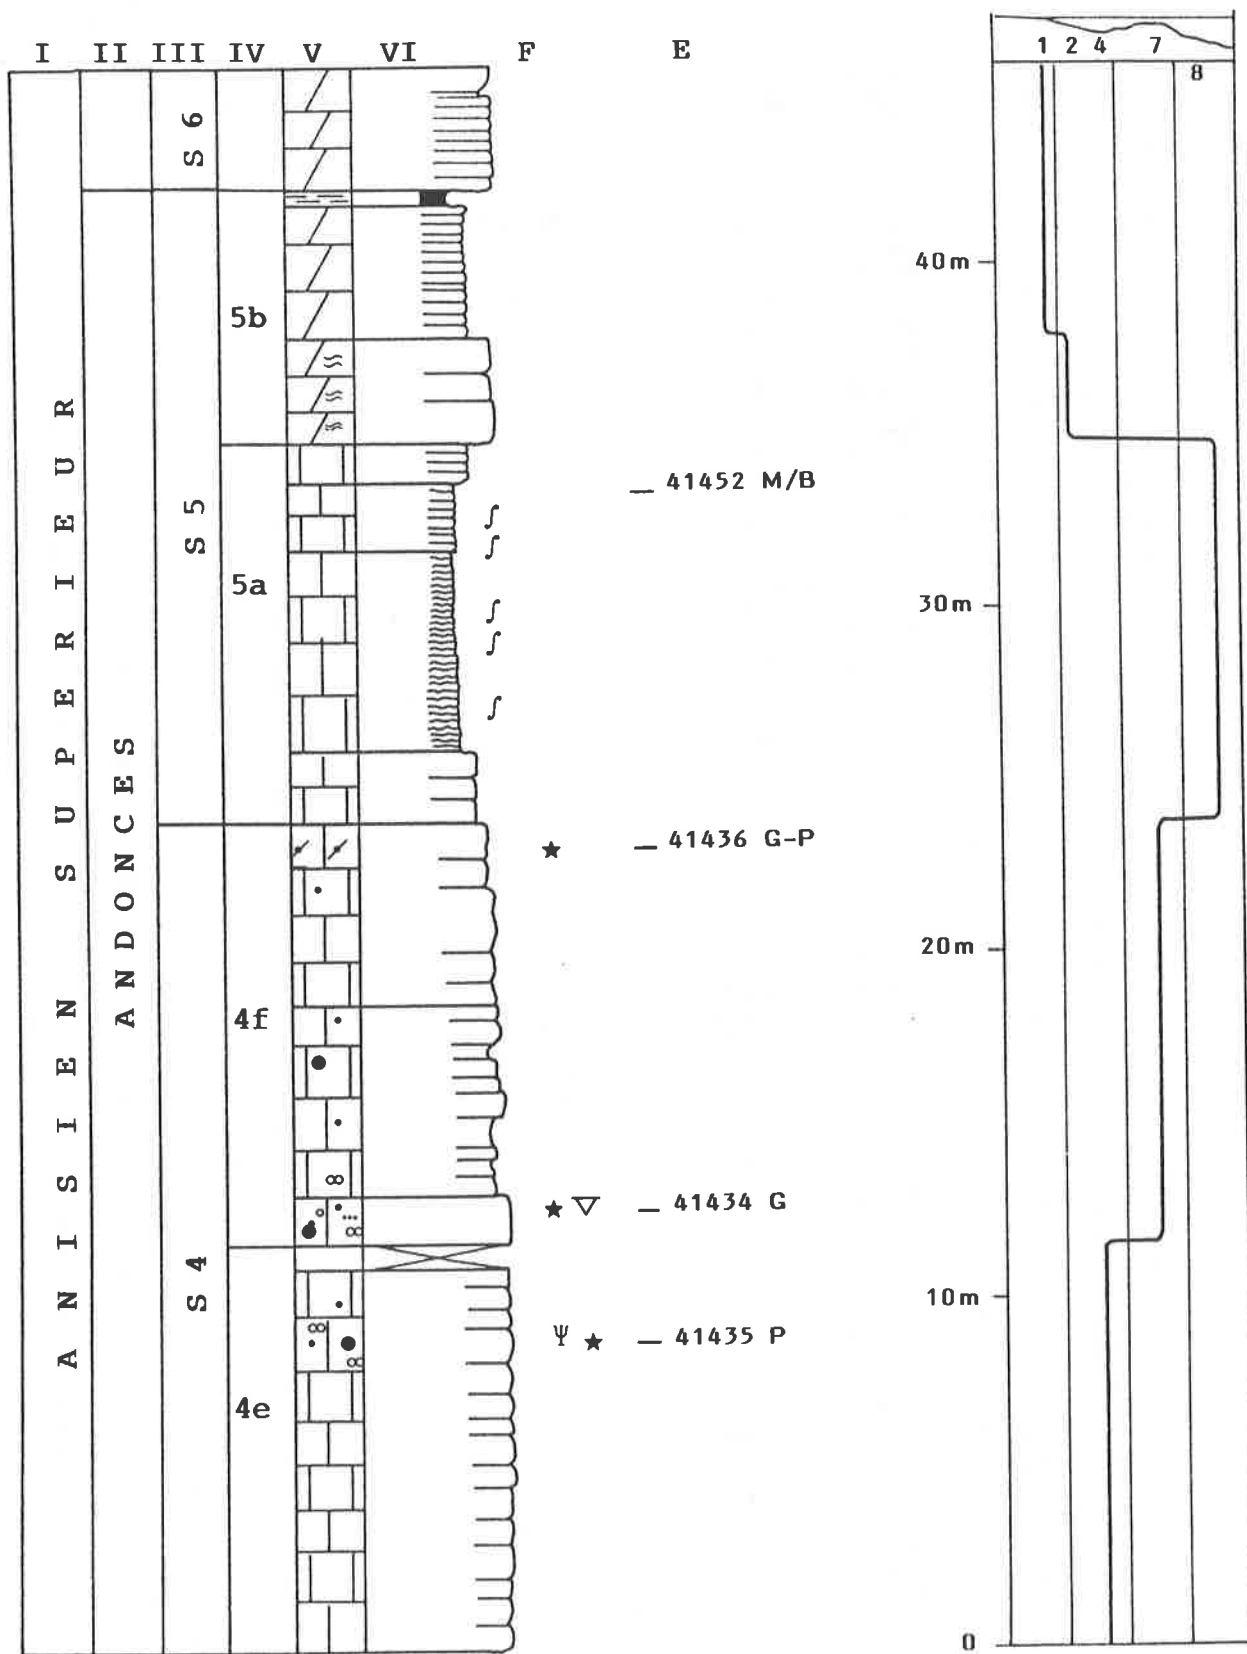 I II III IV V VI F E
1 2 4 7
8
S 6
40m
5b
41452 M/B
S 5
5a
30m
ANISIEN SUPERIEUR
ANDONCES
41436 G-P
20m
4f
41434 G
S 4
10m
41435 P
4e
0